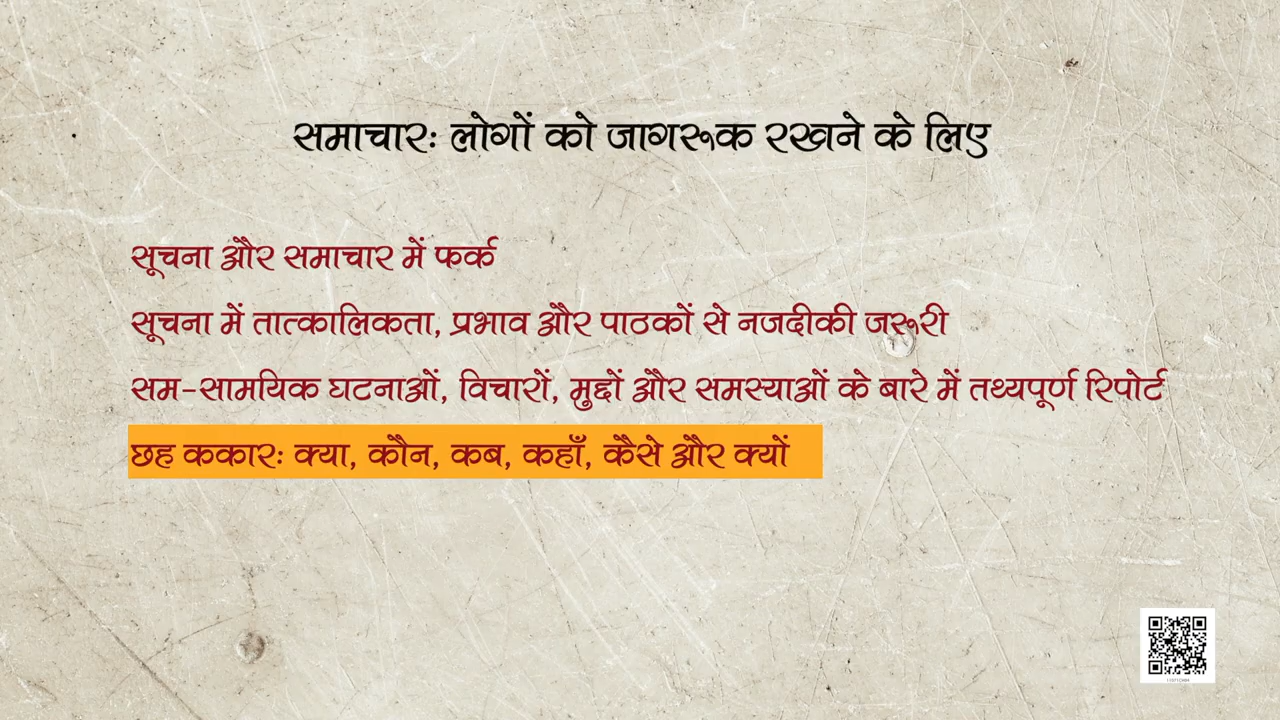 समाचार: लोगों को जागरूक रखने के लिए
सूचना और समाचार में फर्क
सूचना में तात्कालिकता, प्रभाव और पाठकों से नजदीकी जरूरी
सम-सामयिक घटनाओं, विचारों, मुद्दों और समस्याओं के बारे में तथ्यपूर्ण रिपोर्ट
छह ककार: क्या, कौन, कब, कहाँ, कैसे और क्यों